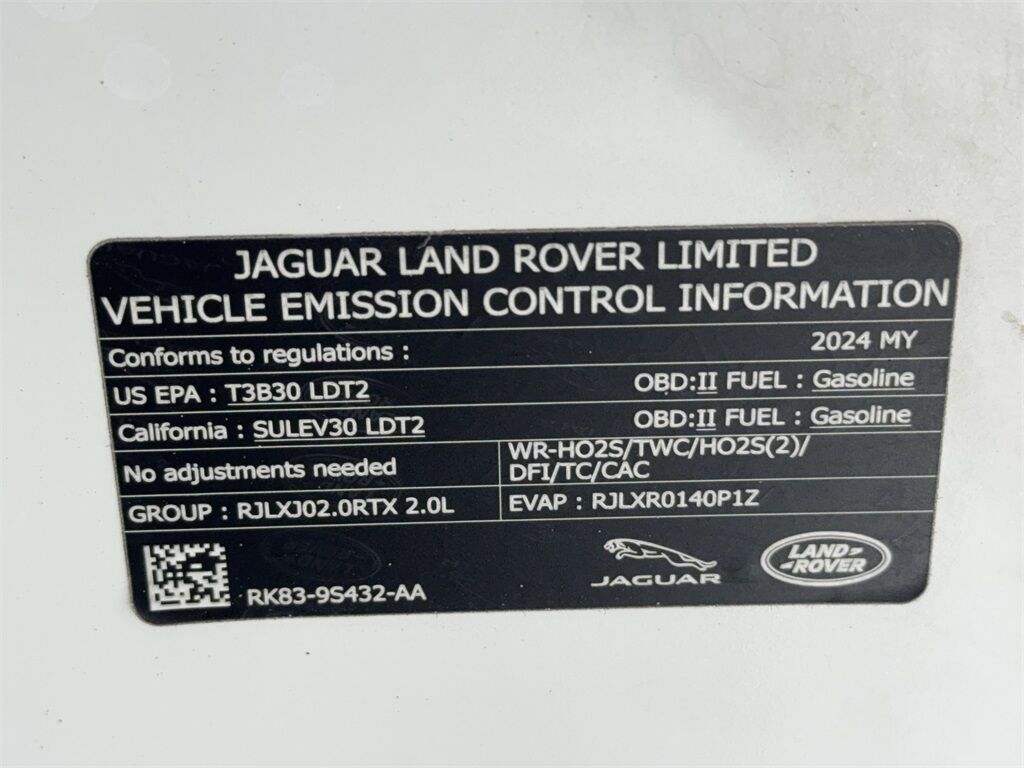 JAGUAR LAND ROVER LIMITED
VEHICLE EMISSION CONTROL INFORMATION
Conforms to regulations : 2024 MY
US EPA : T3B30 LDT2 OBD:II FUEL : Gasoline
California : SULEV30 LDT2 OBD:II FUEL : Gasoline
No adjustments needed
WR-HO2S/TWC/HO2S(2)/
DFI/TC/CAC
GROUP : RJLXJ02.0RTX 2.0L
EVAP : RJLXR0140P1Z
RK83-9S432-AA
JAGUAR
LAND
ROVER